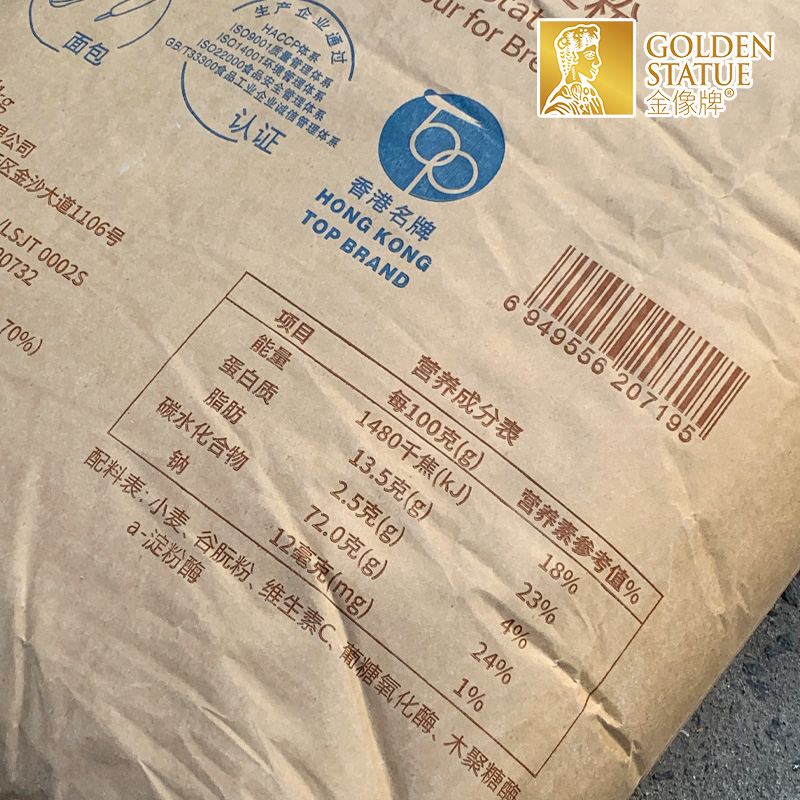 粉
our for Bre
GOLDEN
STATUE
金像牌®
面包
生产企业通过
HACCP体系
ISO9001质量管理体系
ISO14001环境管理体系
ISO22000食品安全管理体系
GB/T33300食品工业企业诚信管理体系
认证
TOP
香港名牌
HONG KONG
TOP BRAND
限公司
区金沙大道1106号
/LSJT 0002S
00732
70%)
6 949556 207195
营养成分表
项目 每100克(g) 营养素参考值%
能量 1480千焦(kJ) 18%
蛋白质 13.5克(g) 23%
脂肪 2.5克(g) 4%
碳水化合物 72.0克(g) 24%
钠 12毫克(mg) 1%
配料表:小麦、谷朊粉、维生素C、葡糖氧化酶、木聚糖酶
a-淀粉酶